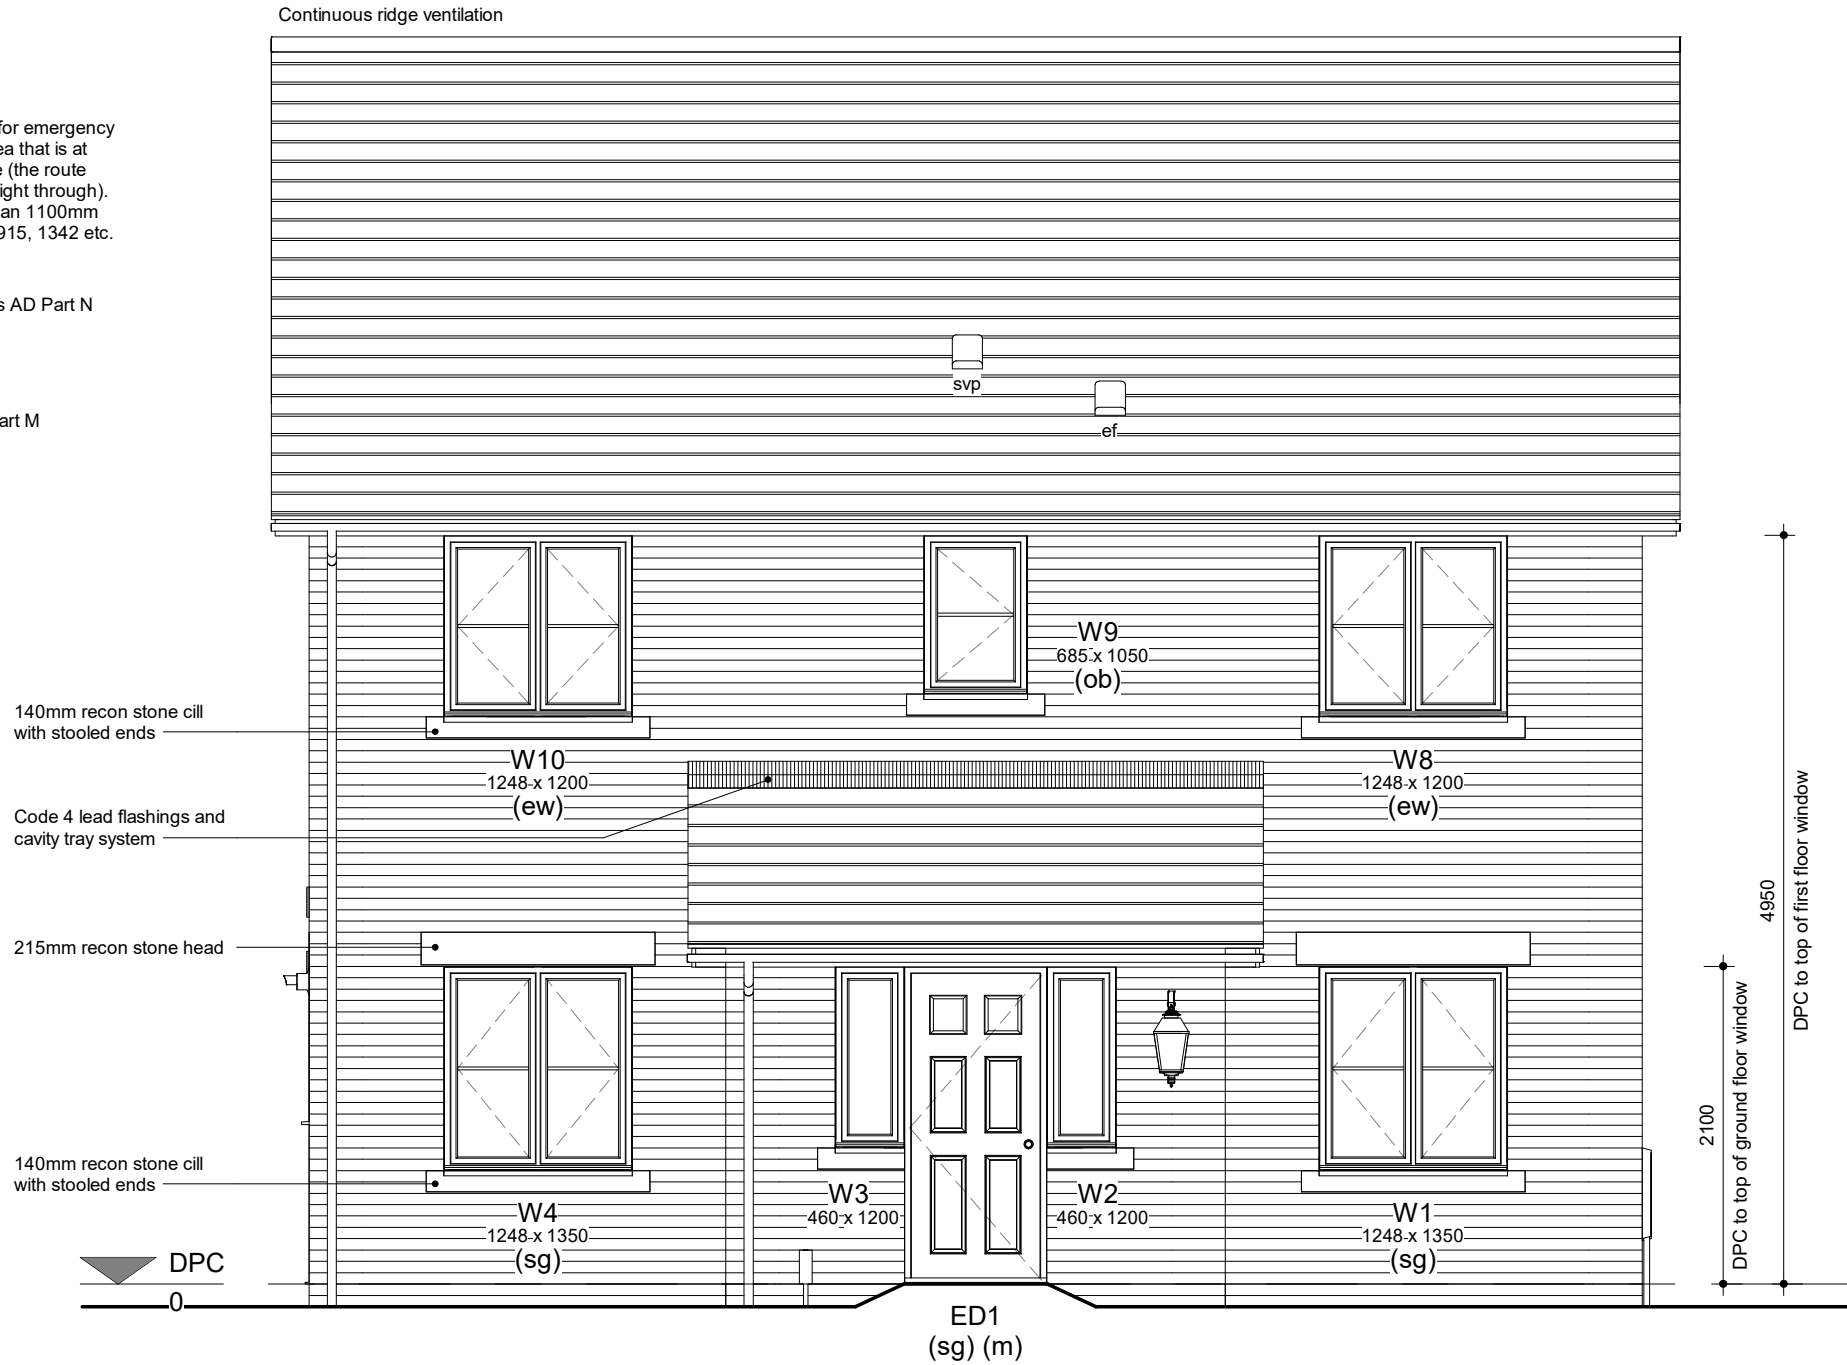 Continuous ridge ventilation
for emergency
ea that is at
e (the route
ight through).
an 1100mm
915, 1342 etc.
s AD Part N
art M
svp
ef
W9
685 x 1050
(ob)
140mm recon stone cill
with stooled ends
W10
1248 x 1200
(ew)
W8
1248 x 1200
(ew)
Code 4 lead flashings and
cavity tray system
215mm recon stone head
4950
DPC to top of first floor window
2100
DPC to top of ground floor window
140mm recon stone cill
with stooled ends
W4
1248 x 1350
(sg)
W3
460 x 1200
W2
460 x 1200
W1
1248 x 1350
(sg)
DPC
0
ED1
(sg) (m)